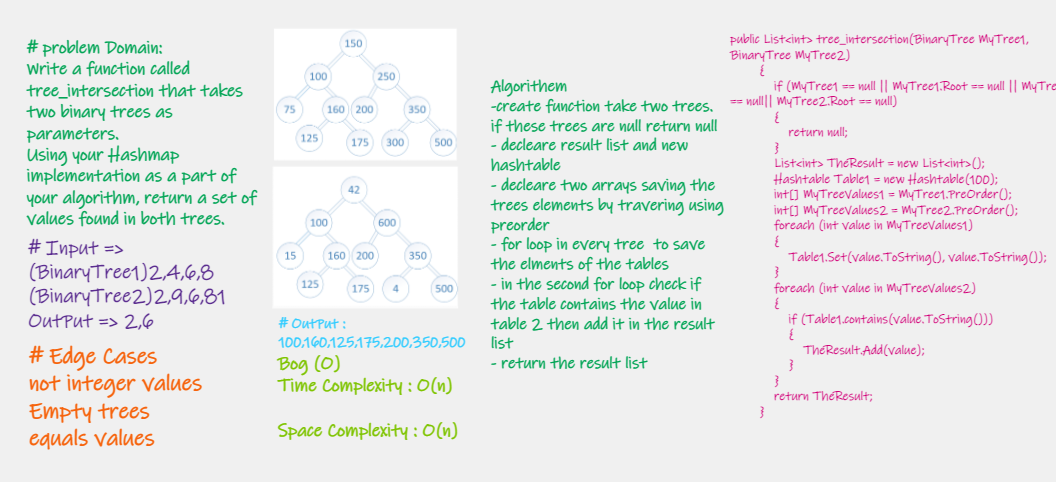 # problem Domain:
Write a function called
tree_intersection that takes
two binary trees as
parameters.
Using your Hashmap
implementation as a part of
your algorithm, return a set of
values found in both trees.
# Input =>
(BinaryTree1)2,4,6,8
(BinaryTree2)2,9,6,81
OutPut => 2,6
# Edge Cases
not integer values
Empty trees
equals values
150
100 250
75 160 200 350
125 175 300 500
42
100 600
15 160 200 350
125 175 4 500
# OutPut :
100,160,125,175,200,350,500
Bog (O)
Time Complexity : O(n)
Space Complexity : O(n)
Algorithem
-create function take two trees.
if these trees are null return null
- decleare result list and new
hashtable
- decleare two arrays saving the
trees elements by travering using
preorder
- for loop in every tree to save
the elments of the tables
- in the second for loop check if
the table contains the value in
table 2 then add it in the result
list
- return the result list
public List<int> tree_intersection(BinaryTree MyTree1,
BinaryTree MyTree2)
{
if (MyTree1 == null || MyTree1.Root == null || MyTre
== null|| MyTree2.Root == null)
{
return null;
}
List<int> TheResult = new List<int>();
Hashtable Table1 = new Hashtable(100);
int[] MyTreeValues1 = MyTree1.PreOrder();
int[] MyTreeValues2 = MyTree2.PreOrder();
foreach (int value in MyTreeValues1)
{
Table1.Set(value.ToString(), value.ToString());
}
foreach (int value in MyTreeValues2)
{
if (Table1.contains(value.ToString()))
{
TheResult.Add(value);
}
}
return TheResult;
}